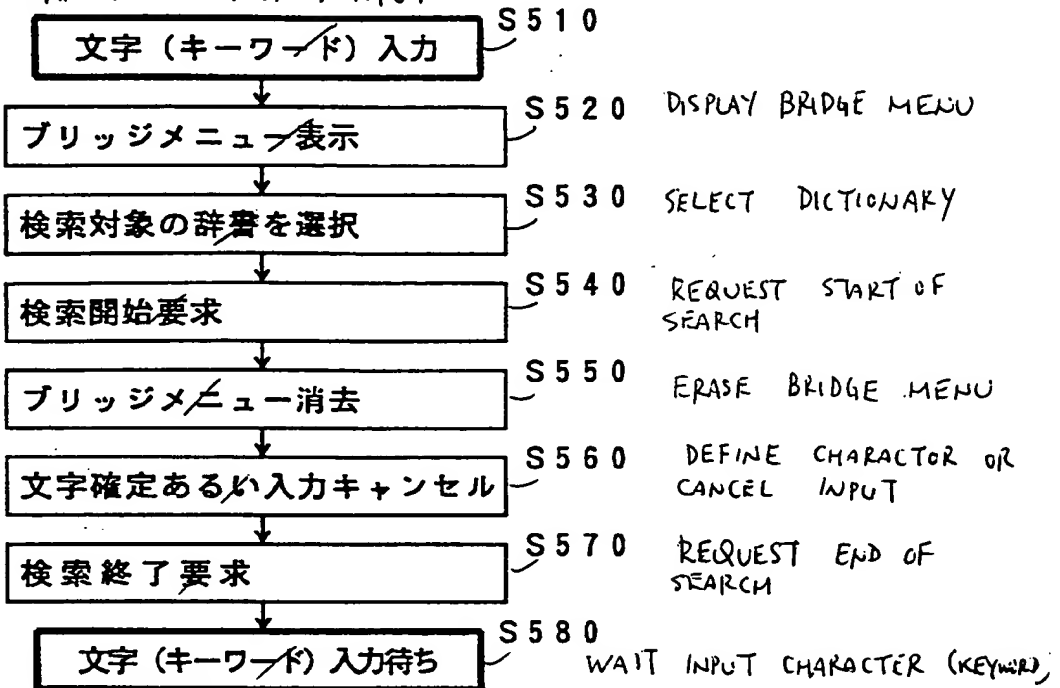 S510
文字（キーワード）入力
S520 DISPLAY BRIDGE MENU
ブリッジメニュー表示
S530 SELECT DICTIONARY
検索対象の辞書を選択
S540 REQUEST START OF
SEARCH
検索開始要求
S550 ERASE BRIDGE MENU
ブリッジメニュー消去
S560 DEFINE CHARACTOR OR
CANCEL INPUT
文字確定あるい入力キャンセル
S570 REQUEST END OF
SEARCH
検索終了要求
S580
文字（キーワード）入力待ち
WAIT INPUT CHARACTER (KEYWORD)